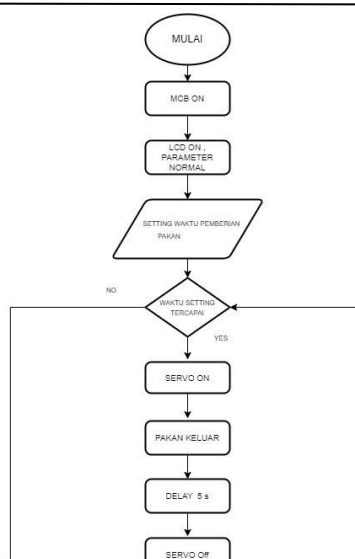 MULAI
MCB ON
LCD ON ,
PARAMETER
NORMAL
SETTING WAKTU PEMBERIAN
PAKAN
NO
WAKTU SETTING
TERCAPAI
YES
SERVO ON
PAKAN KELUAR
DELAY 5 s
SERVO Off